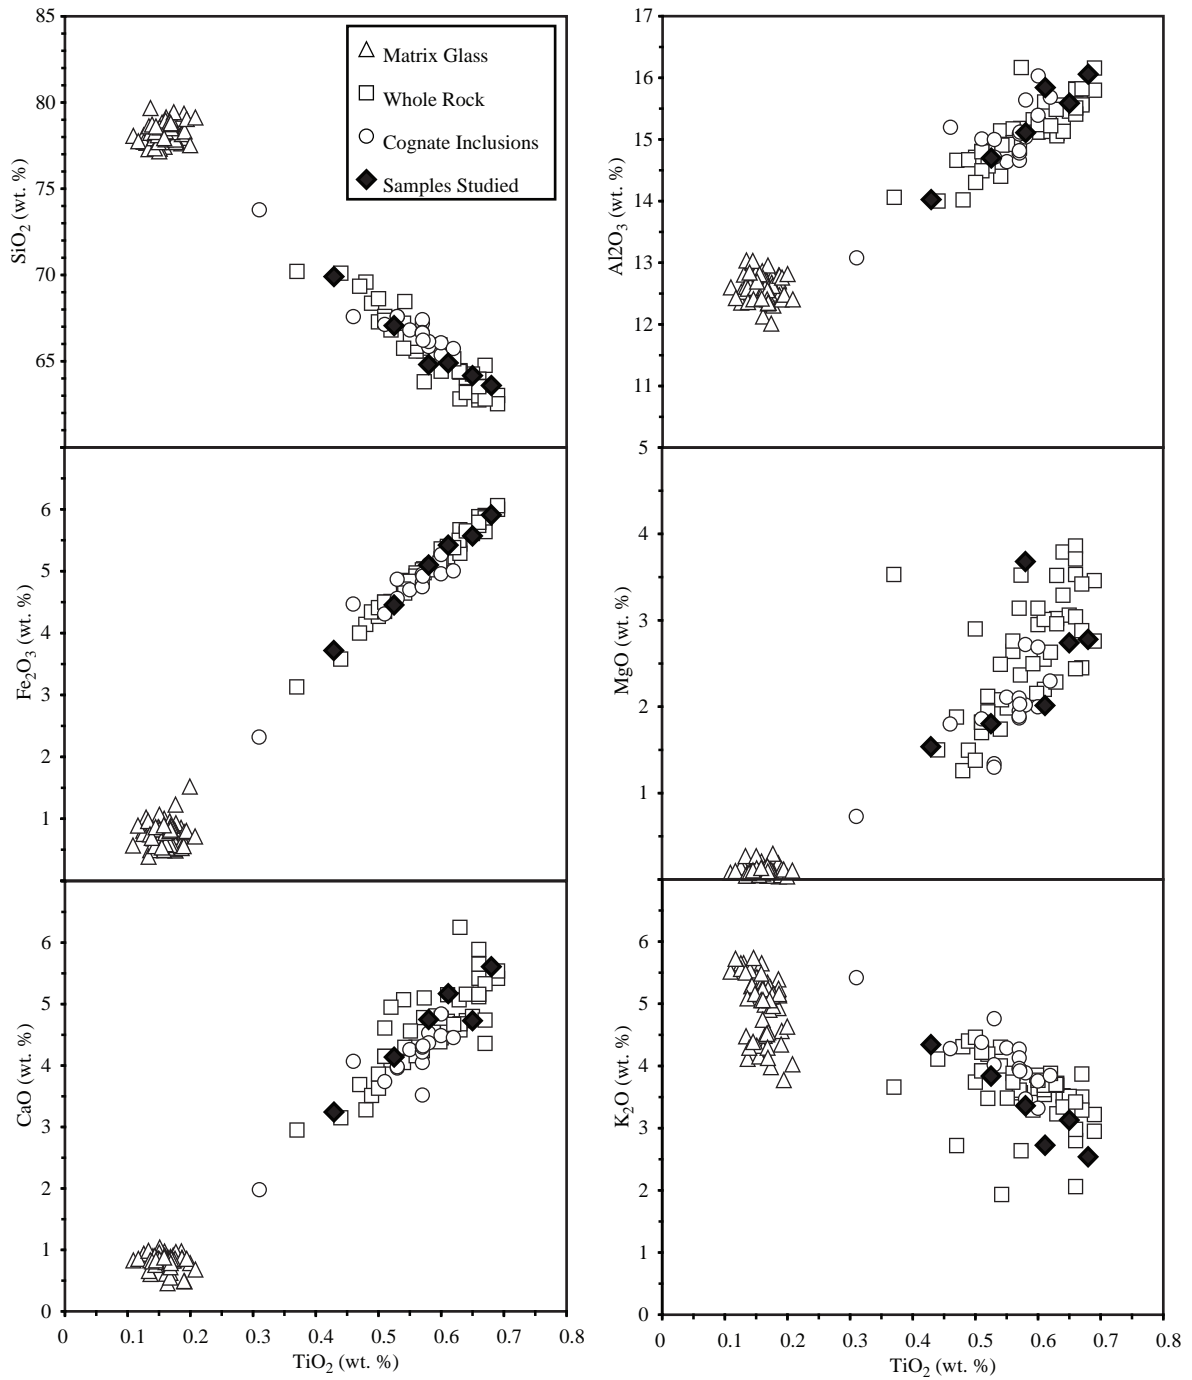 85
80
75
70
65
SiO2 (wt. %)
Matrix Glass
Whole Rock
Cognate Inclusions
Samples Studied
17
16
15
14
13
12
11
Al2O3 (wt. %)
6
5
4
3
2
1
Fe2O3 (wt. %)
5
4
3
2
1
MgO (wt. %)
6
5
4
3
2
1
0
CaO (wt. %)
0 0.1 0.2 0.3 0.4 0.5 0.6 0.7 0.8
TiO2 (wt. %)
6
5
4
3
2
1
0
K2O (wt. %)
0 0.1 0.2 0.3 0.4 0.5 0.6 0.7 0.8
TiO2 (wt. %)